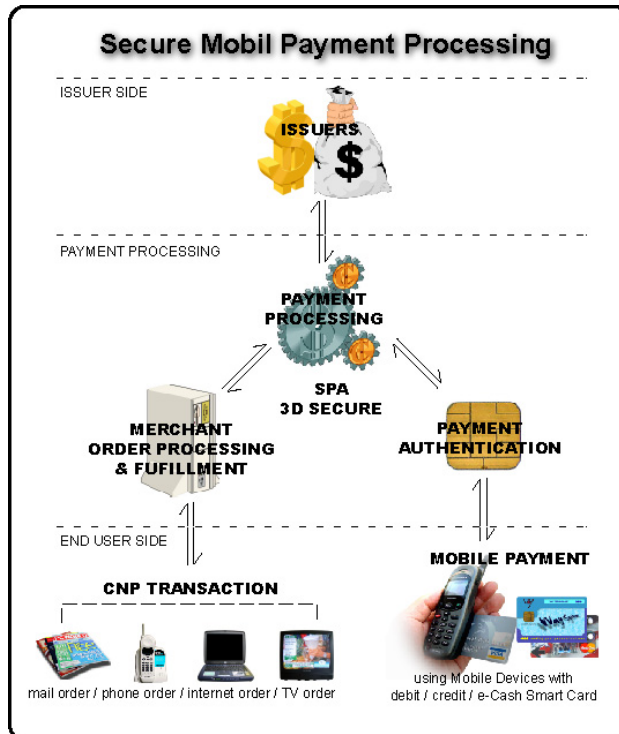 Secure Mobil Payment Processing
ISSUER SIDE
ISSUERS
$
PAYMENT PROCESSING
PAYMENT
PROCESSING
SPA
3D SECURE
MERCHANT
ORDER PROCESSING
& FUFILLMENT
PAYMENT
AUTHENTICATION
END USER SIDE
CNP TRANSACTION
MOBILE PAYMENT
mail order / phone order / internet order / TV order
using Mobile Devices with
debit / credit / e-Cash Smart Card